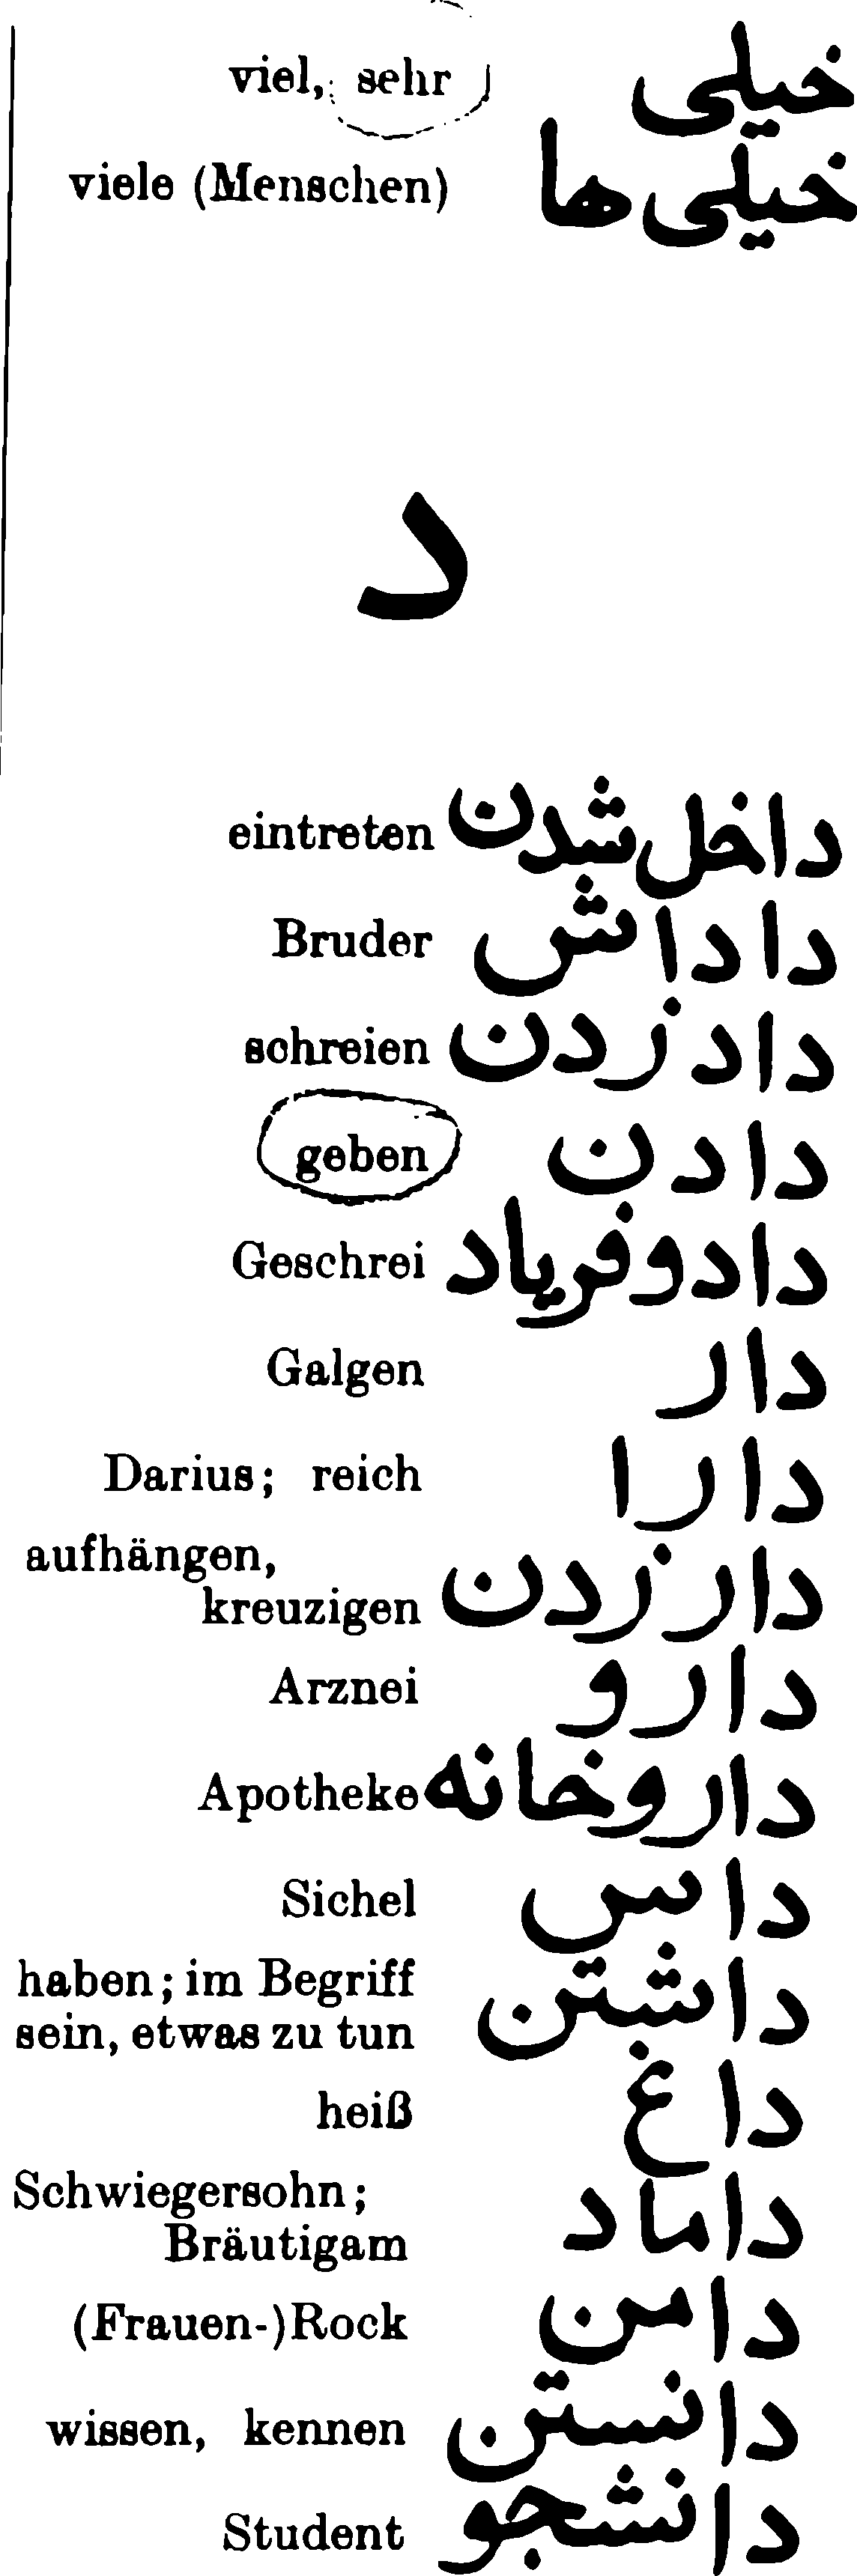 viel, sehr خیلی
viele (Menschen) خیلی‌ها
د
eintreten داخل شدن
Bruder داداش
schreien داد زدن
geben دادن
Geschrei دادوفریاد
Galgen دار
Darius; reich دارا
aufhängen,
kreuzigen دار زدن
Arznei دارو
Apotheke داروخانه
Sichel داس
haben; im Begriff
sein, etwas zu tun داشتن
heiß داغ
Schwiegersohn;
Bräutigam داماد
(Frauen-)Rock دامن
wissen, kennen دانستن
Student دانشجو